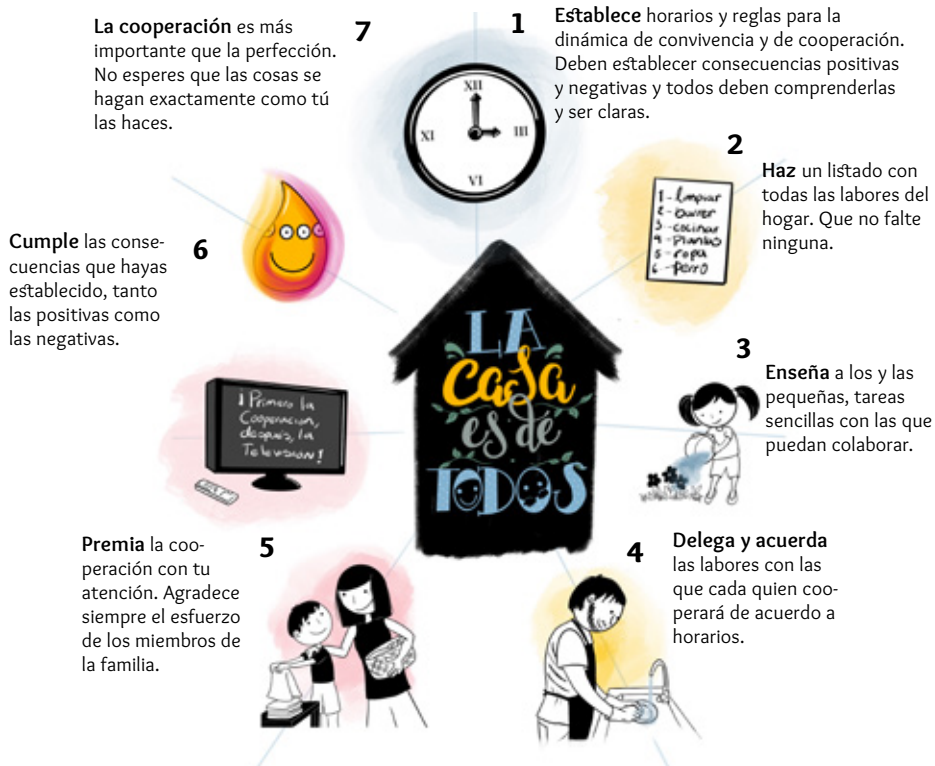 1
Establece horarios y reglas para la
dinámica de convivencia y de cooperación.
Deben establecer consecuencias positivas
y negativas y todos deben comprenderlas
y ser claras.
XII
III
VI
XI
2
Haz un listado con
todas las labores del
hogar. Que no falte
ninguna.
1-limpiar
2-barrer
3-cocinar
4-planbo
5-ropa
6-perro
3
Enseña a los y las
pequeñas, tareas
sencillas con las que
puedan colaborar.
4
Delega y acuerda
las labores con las
que cada quien coo-
perará de acuerdo a
horarios.
5
Premia la coo-
peración con tu
atención. Agradece
siempre el esfuerzo
de los miembros de
la familia.
¡Primero la
Cooperacion,
después, la
Television!
6
Cumple las conse-
cuencias que hayas
establecido, tanto
las positivas como
las negativas.
7
La cooperación es más
importante que la perfección.
No esperes que las cosas se
hagan exactamente como tú
las haces.
LA
CASA
es de
TODOS